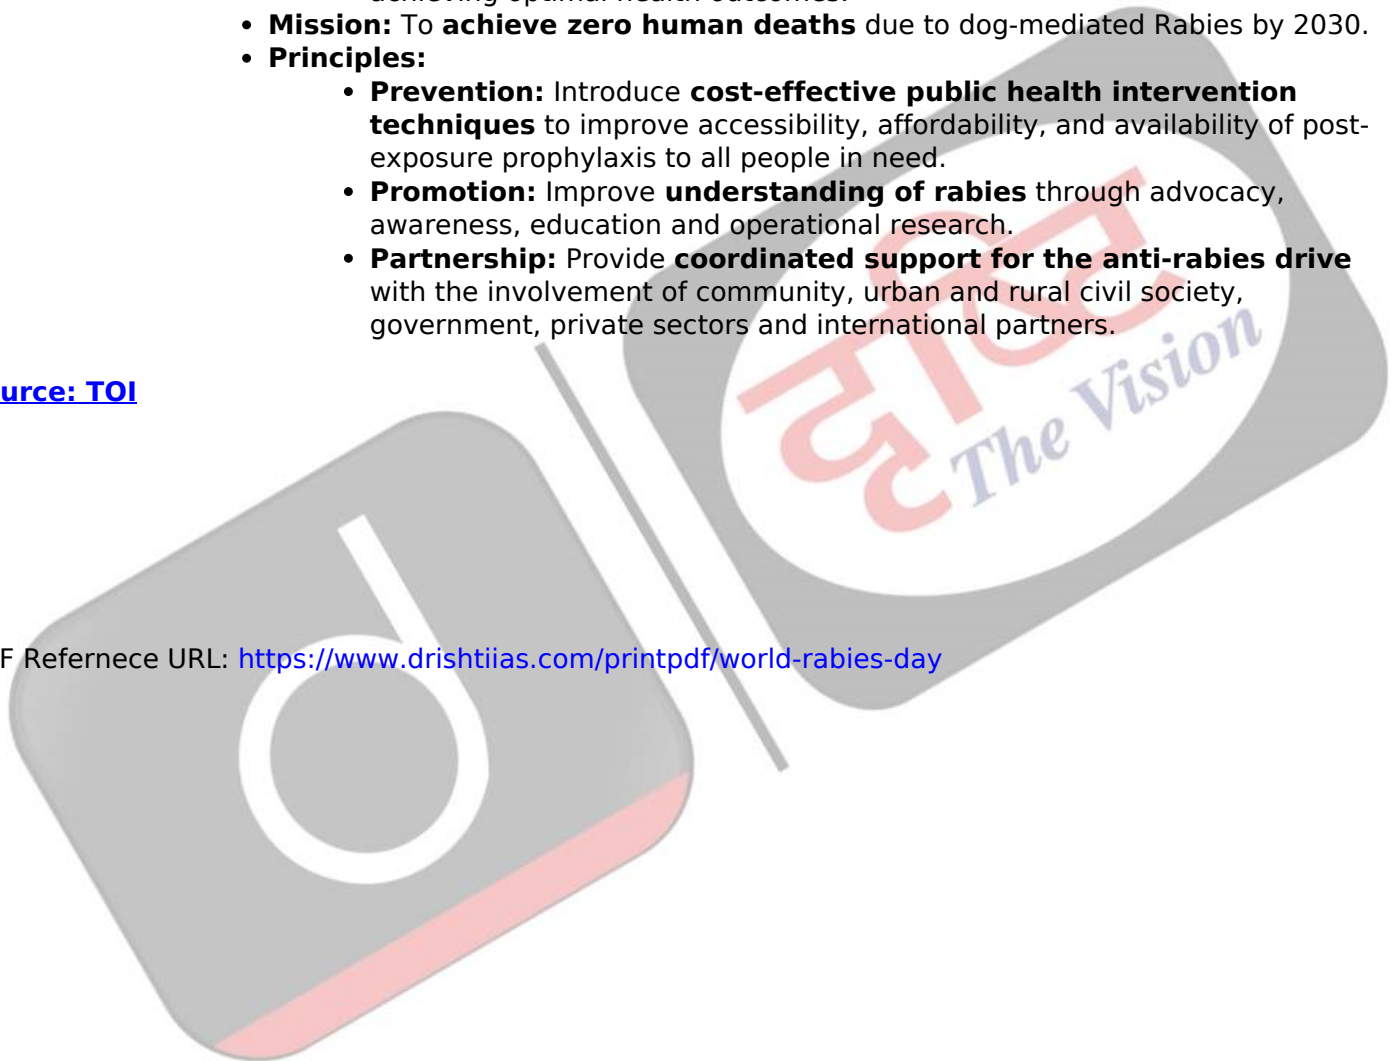 achieving optimal health outcomes.
• Mission: To achieve zero human deaths due to dog-mediated Rabies by 2030.
• Principles:
• Prevention: Introduce cost-effective public health intervention
techniques to improve accessibility, affordability, and availability of post-
exposure prophylaxis to all people in need.
• Promotion: Improve understanding of rabies through advocacy,
awareness, education and operational research.
• Partnership: Provide coordinated support for the anti-rabies drive
with the involvement of community, urban and rural civil society,
government, private sectors and international partners.
urce: TOI
दृष्टि
The Vision
d
F Refernece URL: https://www.drishtiias.com/printpdf/world-rabies-day